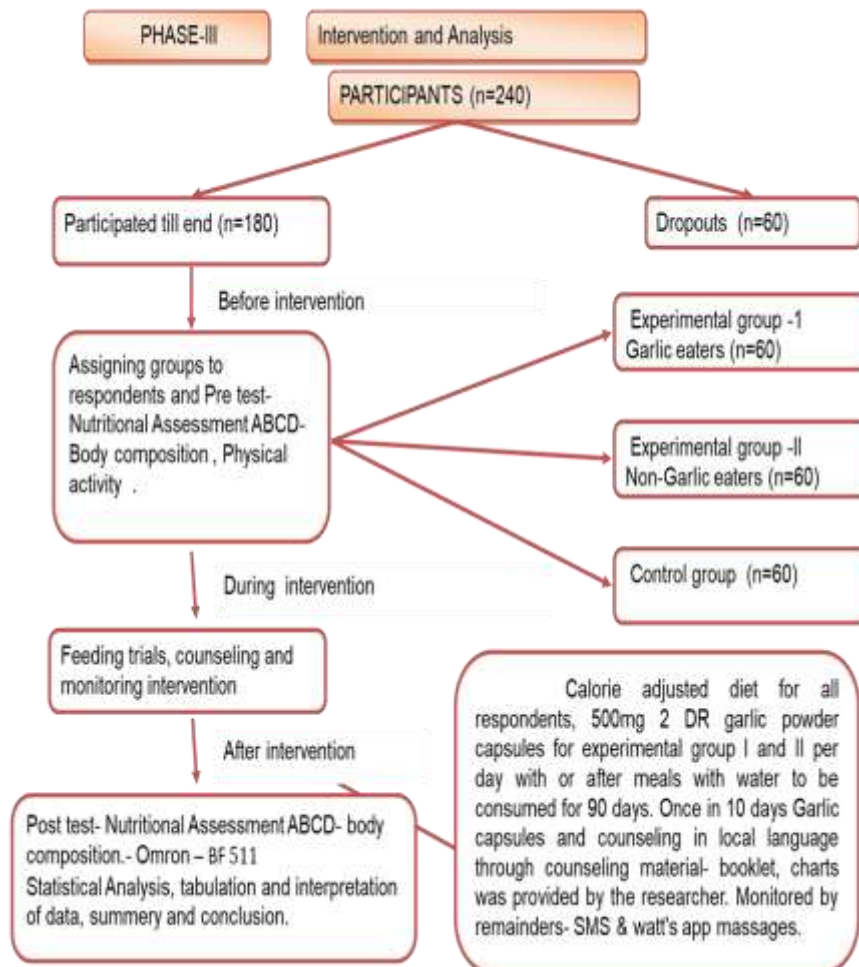 PHASE-III
Intervention and Analysis
PARTICIPANTS (n=240)
Participated till end (n=180)
Dropouts (n=60)
Before intervention
Assigning groups to
respondents and Pre test-
Nutritional Assessment ABCD-
Body composition , Physical
activity .
Experimental group -1
Garlic eaters (n=60)
Experimental group -II
Non-Garlic eaters (n=60)
Control group (n=60)
During intervention
Feeding trials, counseling and
monitoring intervention
After intervention
Calorie adjusted diet for all
respondents, 500mg 2 DR garlic powder
capsules for experimental group I and II per
day with or after meals with water to be
consumed for 90 days. Once in 10 days Garlic
capsules and counseling in local language
through counseling material- booklet, charts
was provided by the researcher. Monitored by
remainders- SMS & watt's app massages.
Post test- Nutritional Assessment ABCD- body
composition.- Omron – BF 511
Statistical Analysis, tabulation and interpretation
of data, summery and conclusion.